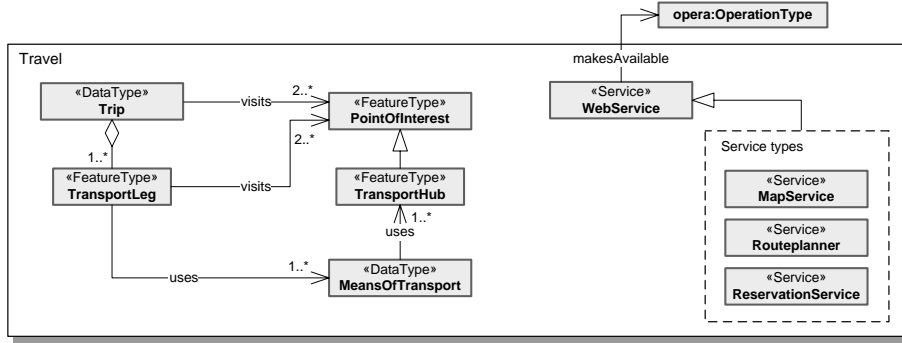 opera:OperationType
Travel
makesAvailable
«DataType»
Trip
visits
2..*
«FeatureType»
PointOfInterest
«Service»
WebService
2..*
1..*
«FeatureType»
TransportLeg
visits
«FeatureType»
TransportHub
1..*
uses
uses
1..*
«DataType»
MeansOfTransport
Service types
«Service»
MapService
«Service»
Routeplanner
«Service»
ReservationService